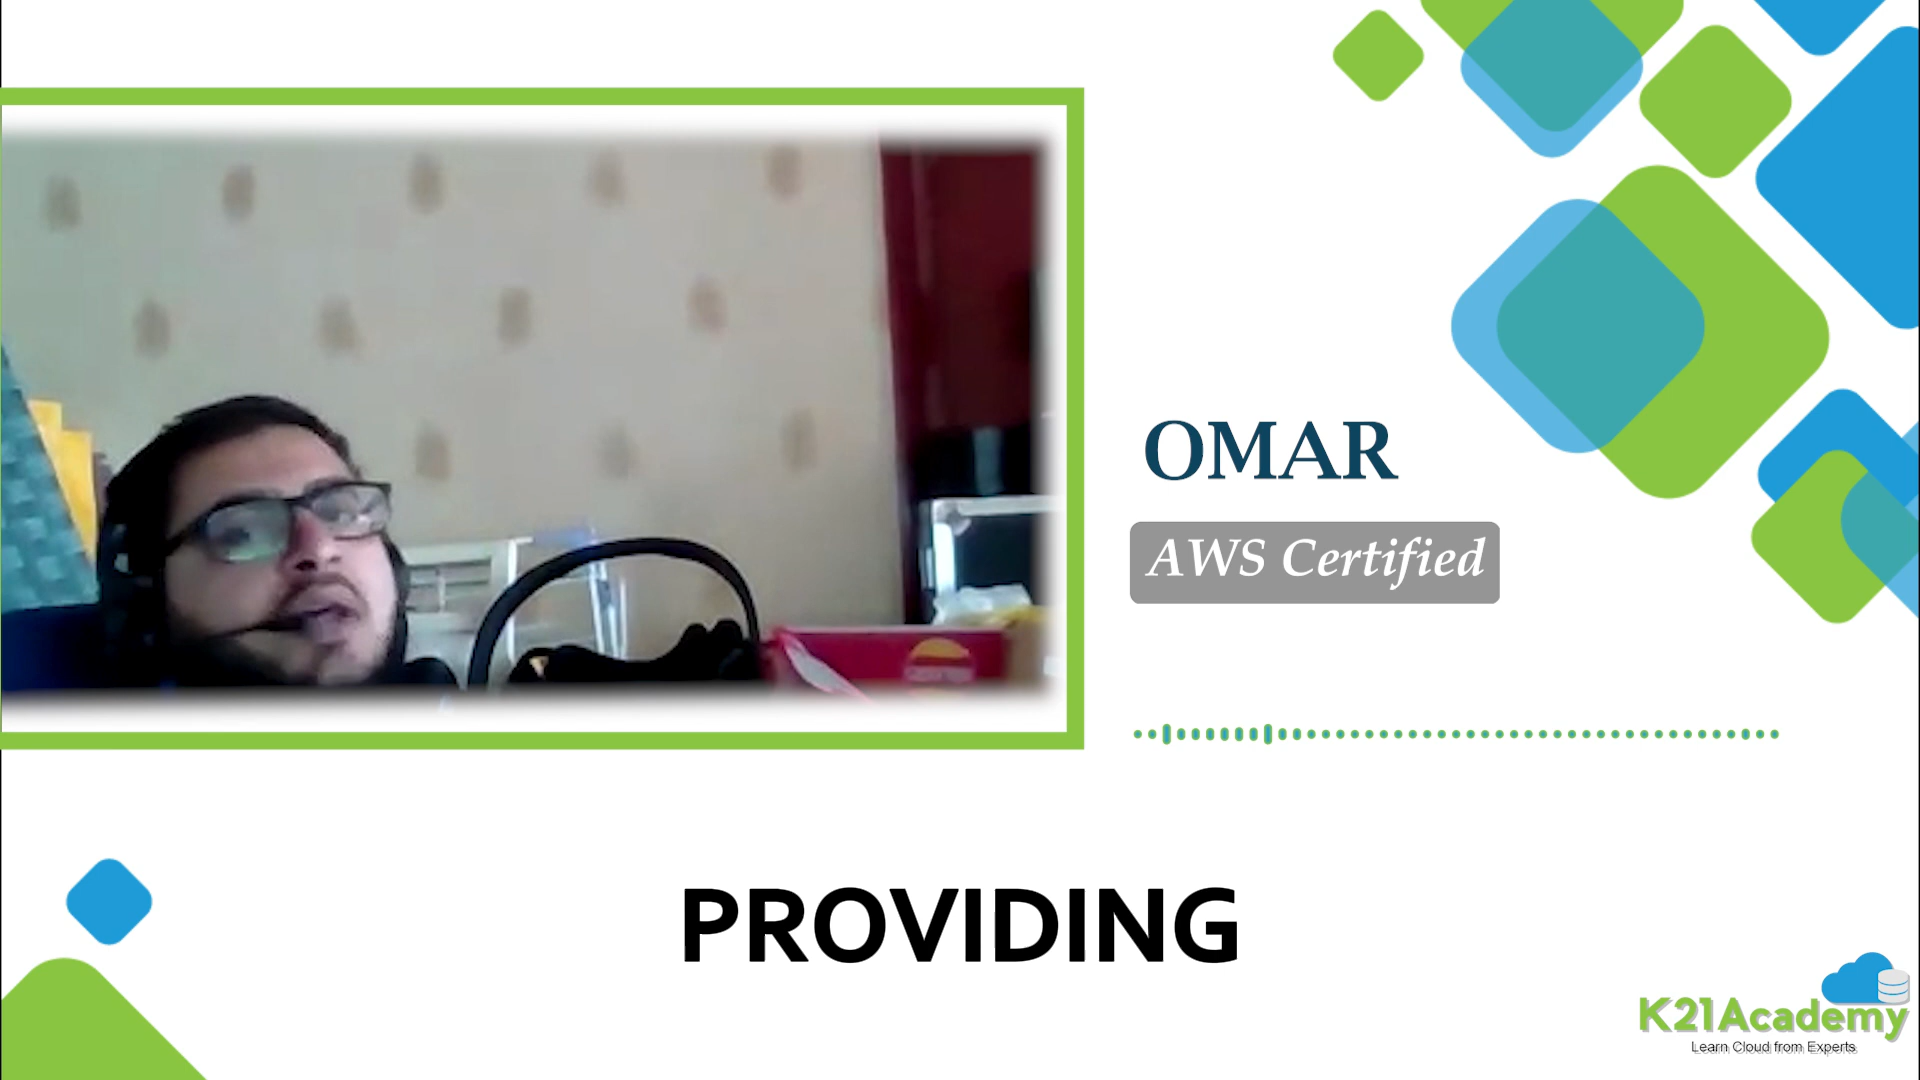 OMAR
AWS Certified
PROVIDING
K21Academy
Learn Cloud from Experts